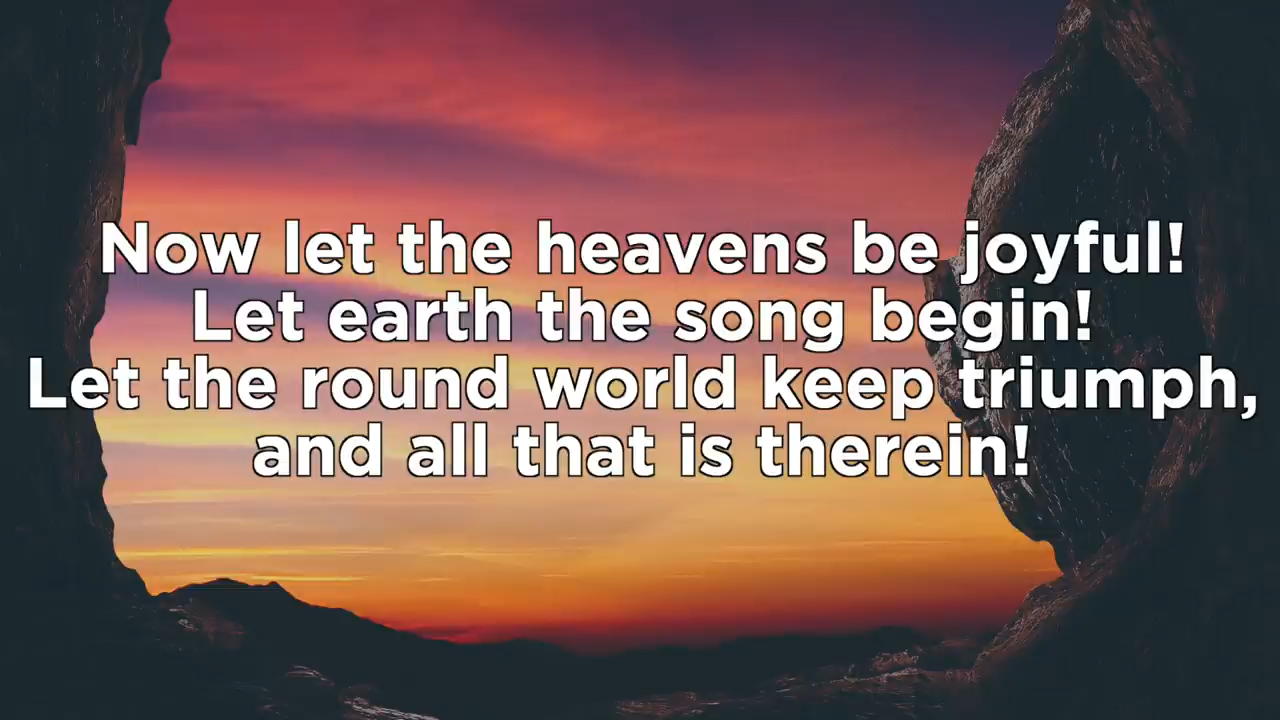 Now let the heavens be joyful!
Let earth the song begin!
Let the round world keep triumph,
and all that is therein!